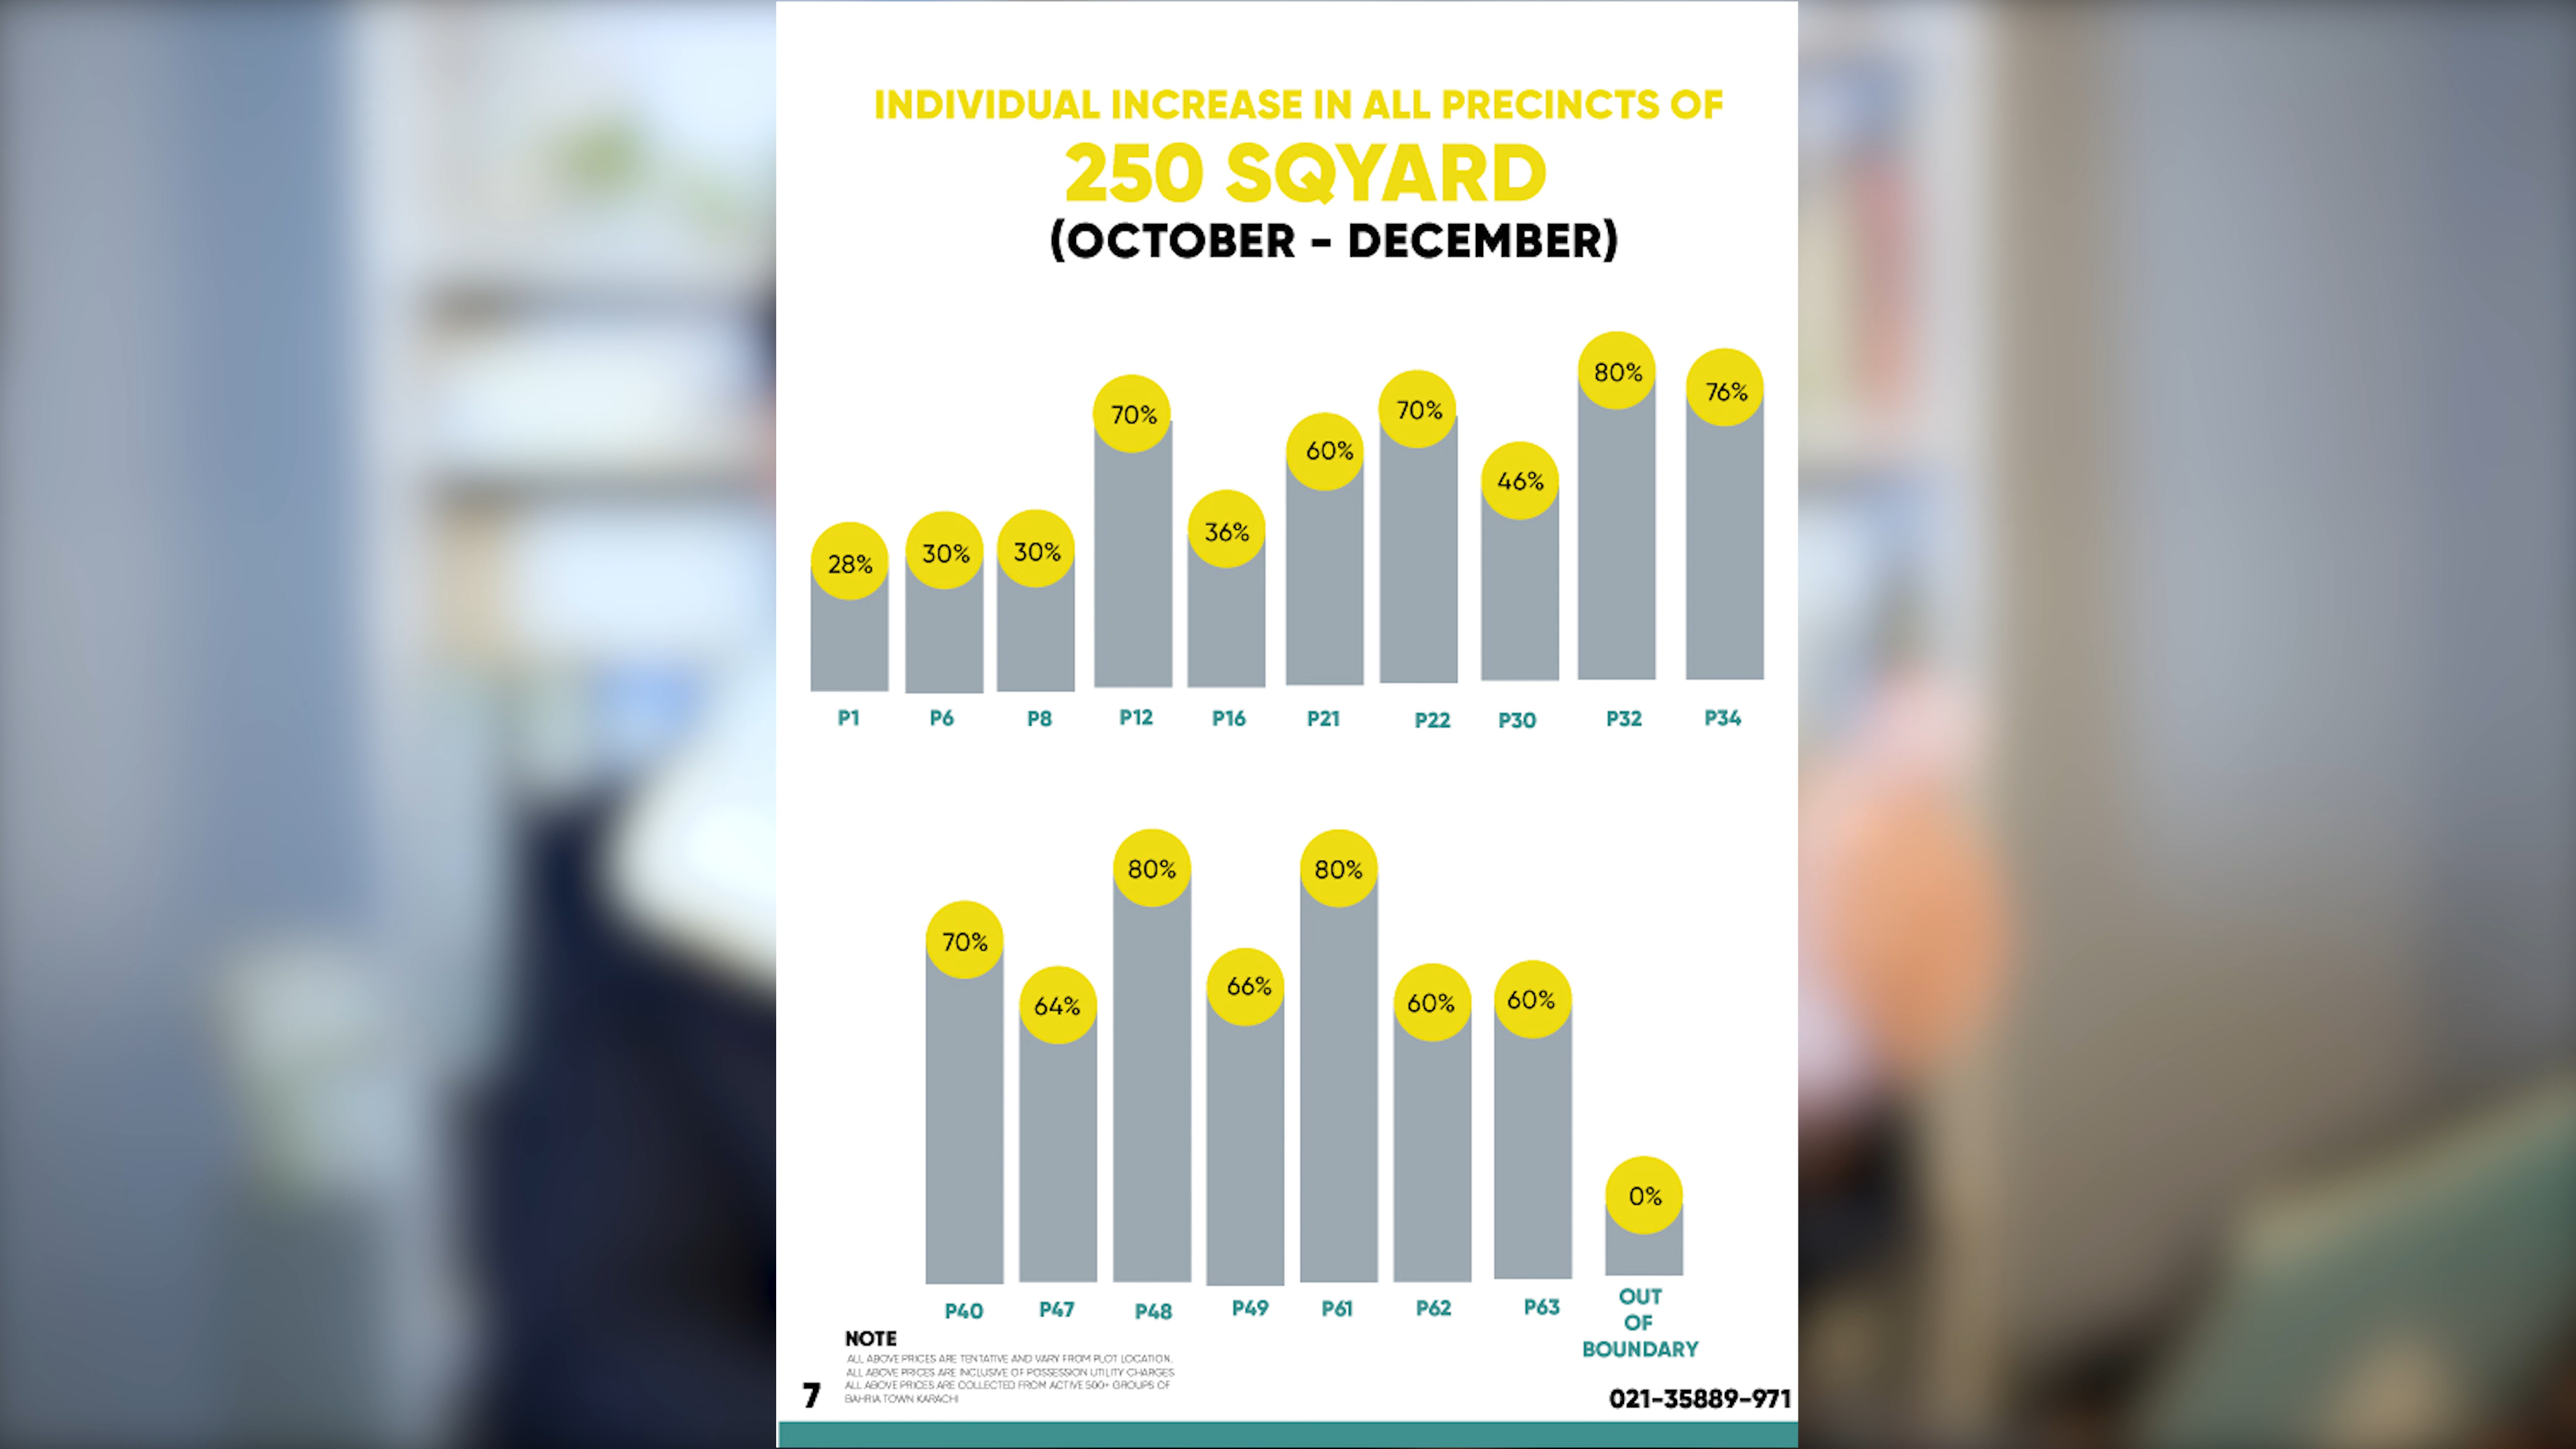 INDIVIDUAL INCREASE IN ALL PRECINCTS OF
250 SQYARD
(OCTOBER - DECEMBER)
28%
30%
30%
70%
36%
60%
70%
46%
80%
76%
P1
P6
P8
P12
P16
P21
P22
P30
P32
P34
70%
64%
80%
66%
80%
60%
60%
0%
P40
P47
P48
P49
P61
P62
P63
OUT
OF
BOUNDARY
NOTE
ALL ABOVE PRICES ARE TENTATIVE AND VARY FROM PLOT LOCATION.
ALL ABOVE PRICES ARE INCLUSIVE OF POSSESSION UTILITY CHARGES
ALL ABOVE PRICES ARE COLLECTED FROM ACTIVE 500+ GROUPS OF
BAHRIA TOWN KARACHI
7
021-35889-971